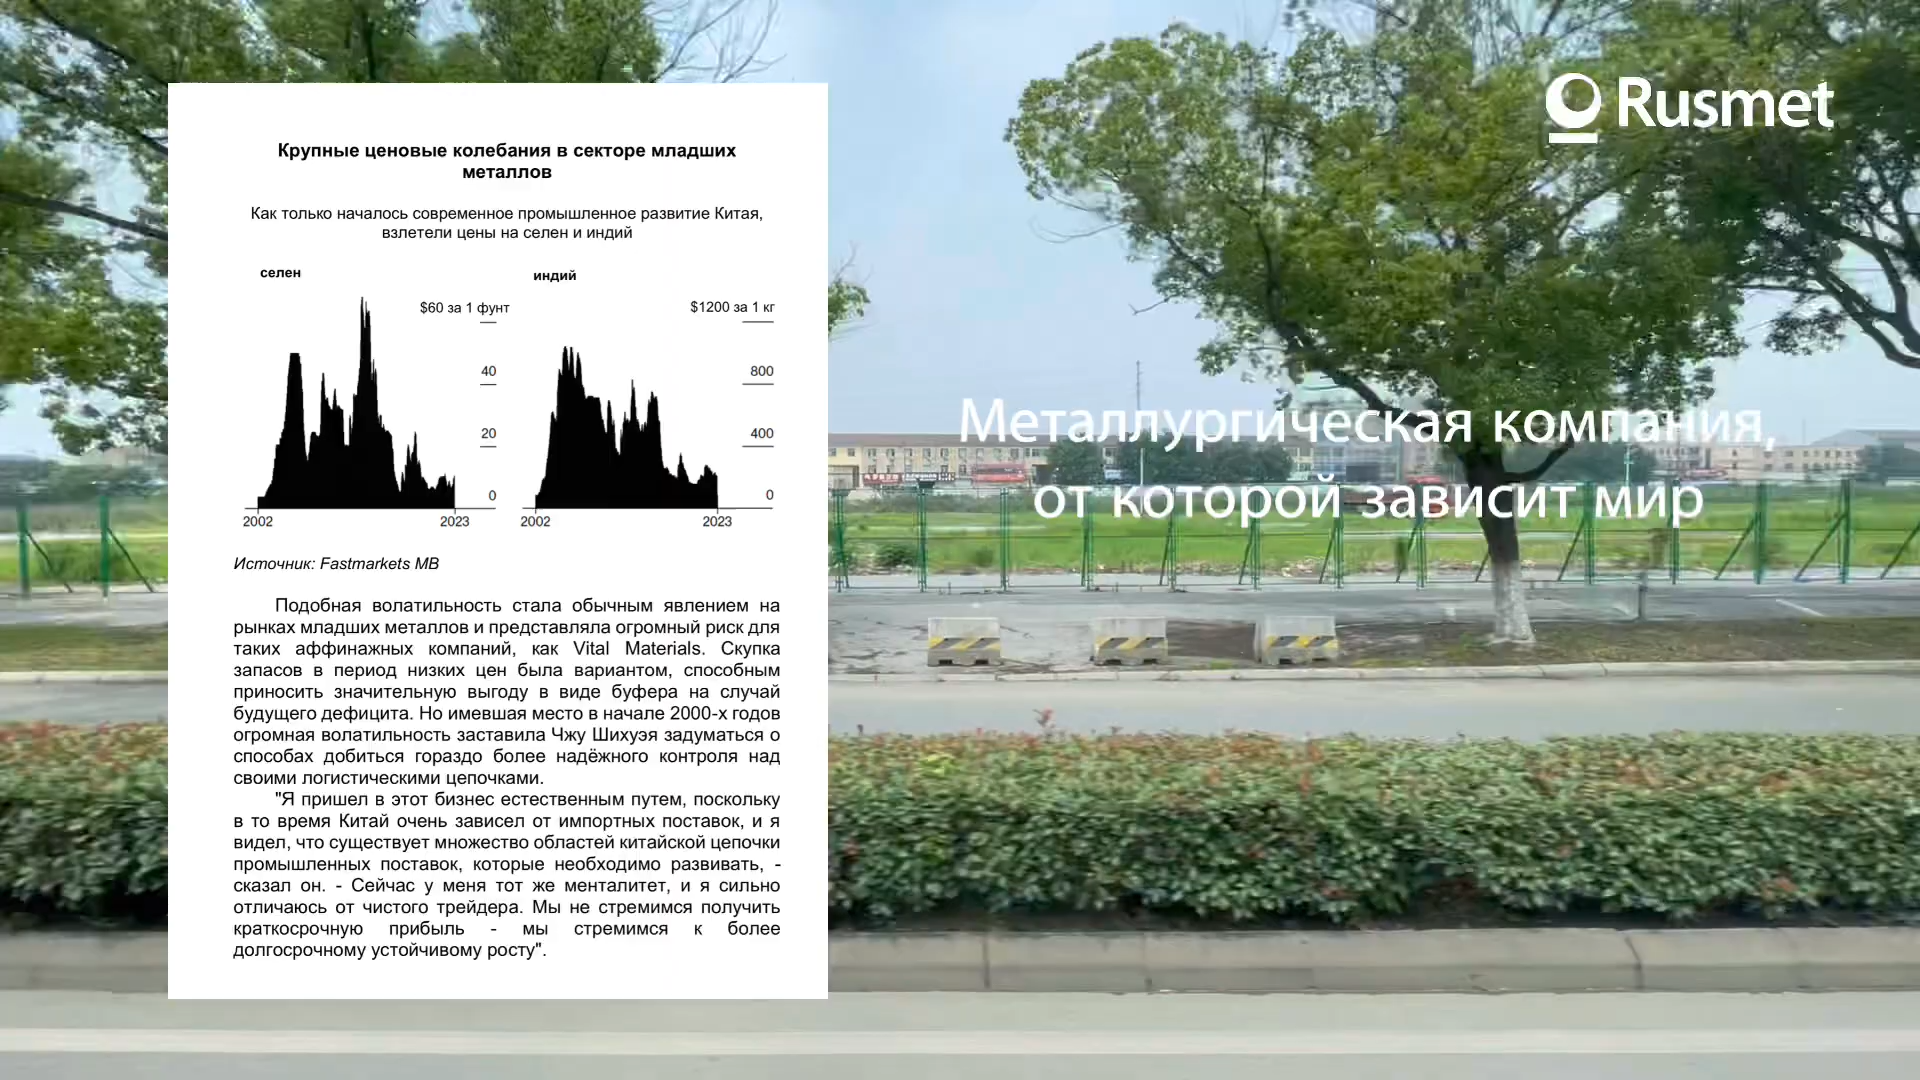 Крупные ценовые колебания в секторе младших
металлов
Как только началось современное промышленное развитие Китая,
взлетели цены на селен и индий
селен
индий
$60 за 1 фунт
40
20
0
2002
2023
$1200 за 1 кг
800
400
0
2002
2023
Источник: Fastmarkets MB
Подобная волатильность стала обычным явлением на
рынках младших металлов и представляла огромный риск для
таких аффинажных компаний, как Vital Materials. Скупка
запасов в период низких цен была вариантом, способным
приносить значительную выгоду в виде буфера на случай
будущего дефицита. Но имевшая место в начале 2000-х годов
огромная волатильность заставила Чжу Шихуэя задуматься о
способах добиться гораздо более надёжного контроля над
своими логистическими цепочками.
"Я пришел в этот бизнес естественным путем, поскольку
в то время Китай очень зависел от импортных поставок, и я
видел, что существует множество областей китайской цепочки
промышленных поставок, которые необходимо развивать, -
сказал он. - Сейчас у меня тот же менталитет, и я сильно
отличаюсь от чистого трейдера. Мы не стремимся получить
краткосрочную прибыль - мы стремимся к более
долгосрочному устойчивому росту".
Rusmet
Металлургическая компания,
от которой зависит мир